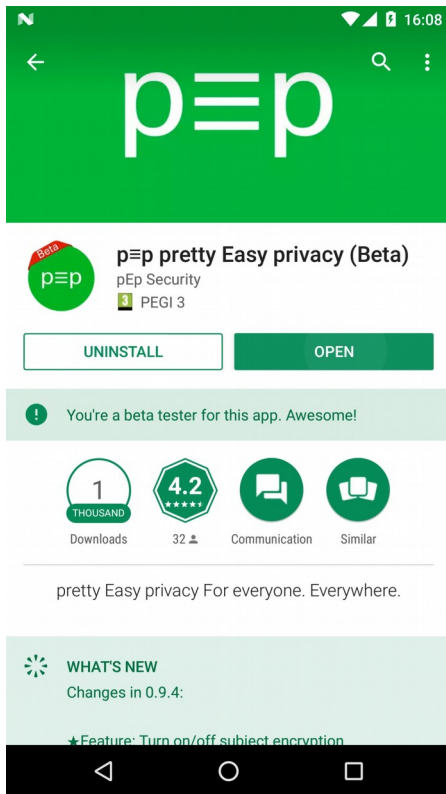 16:08
p≡p
Beta
p≡p
p≡p pretty Easy privacy (Beta)
pEp Security
3 PEGI 3
UNINSTALL
OPEN
! You're a beta tester for this app. Awesome!
1
THOUSAND
Downloads
4.2
32
Communication
Similar
pretty Easy privacy For everyone. Everywhere.
WHAT'S NEW
Changes in 0.9.4:
★Feature: Turn on/off subject encryption